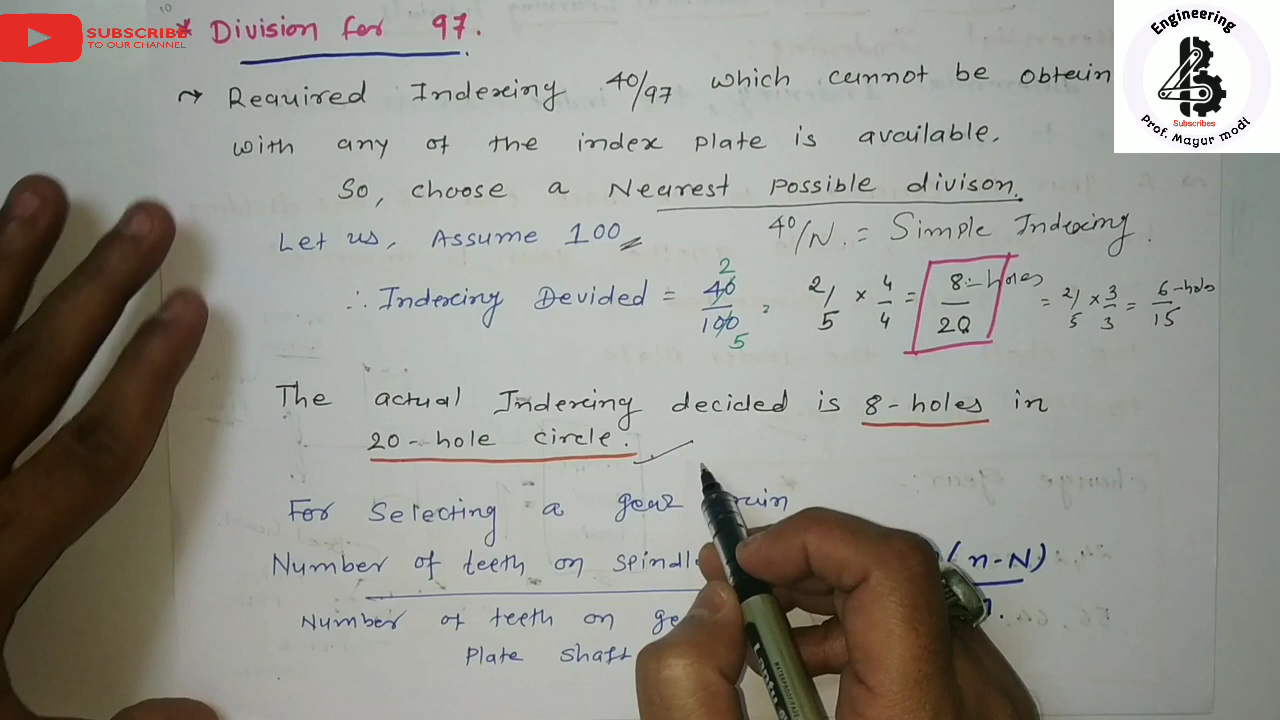 SUBSCRIBE
TO OUR CHANNEL
Engineering
Subscribes
Prof. Mayur modi
10
* Division for 97.
→ Required Indexing 40/97 which cannot be obtain
with any of the index plate is available.
So, choose a Nearest possible divison.
Let us, Assume 100
40/N. = Simple Indexing.
∴ Indexing Devided = 40/100 2 5 = 2/5 × 4/4 = 8-holes/20 = 2/5 × 3/3 = 6-hols/15
The actual Indexing decided is 8-holes in
20-hole circle.
For Selecting a gear
Number of teeth on spindle (n-N)
Number of teeth on
Plate shaft